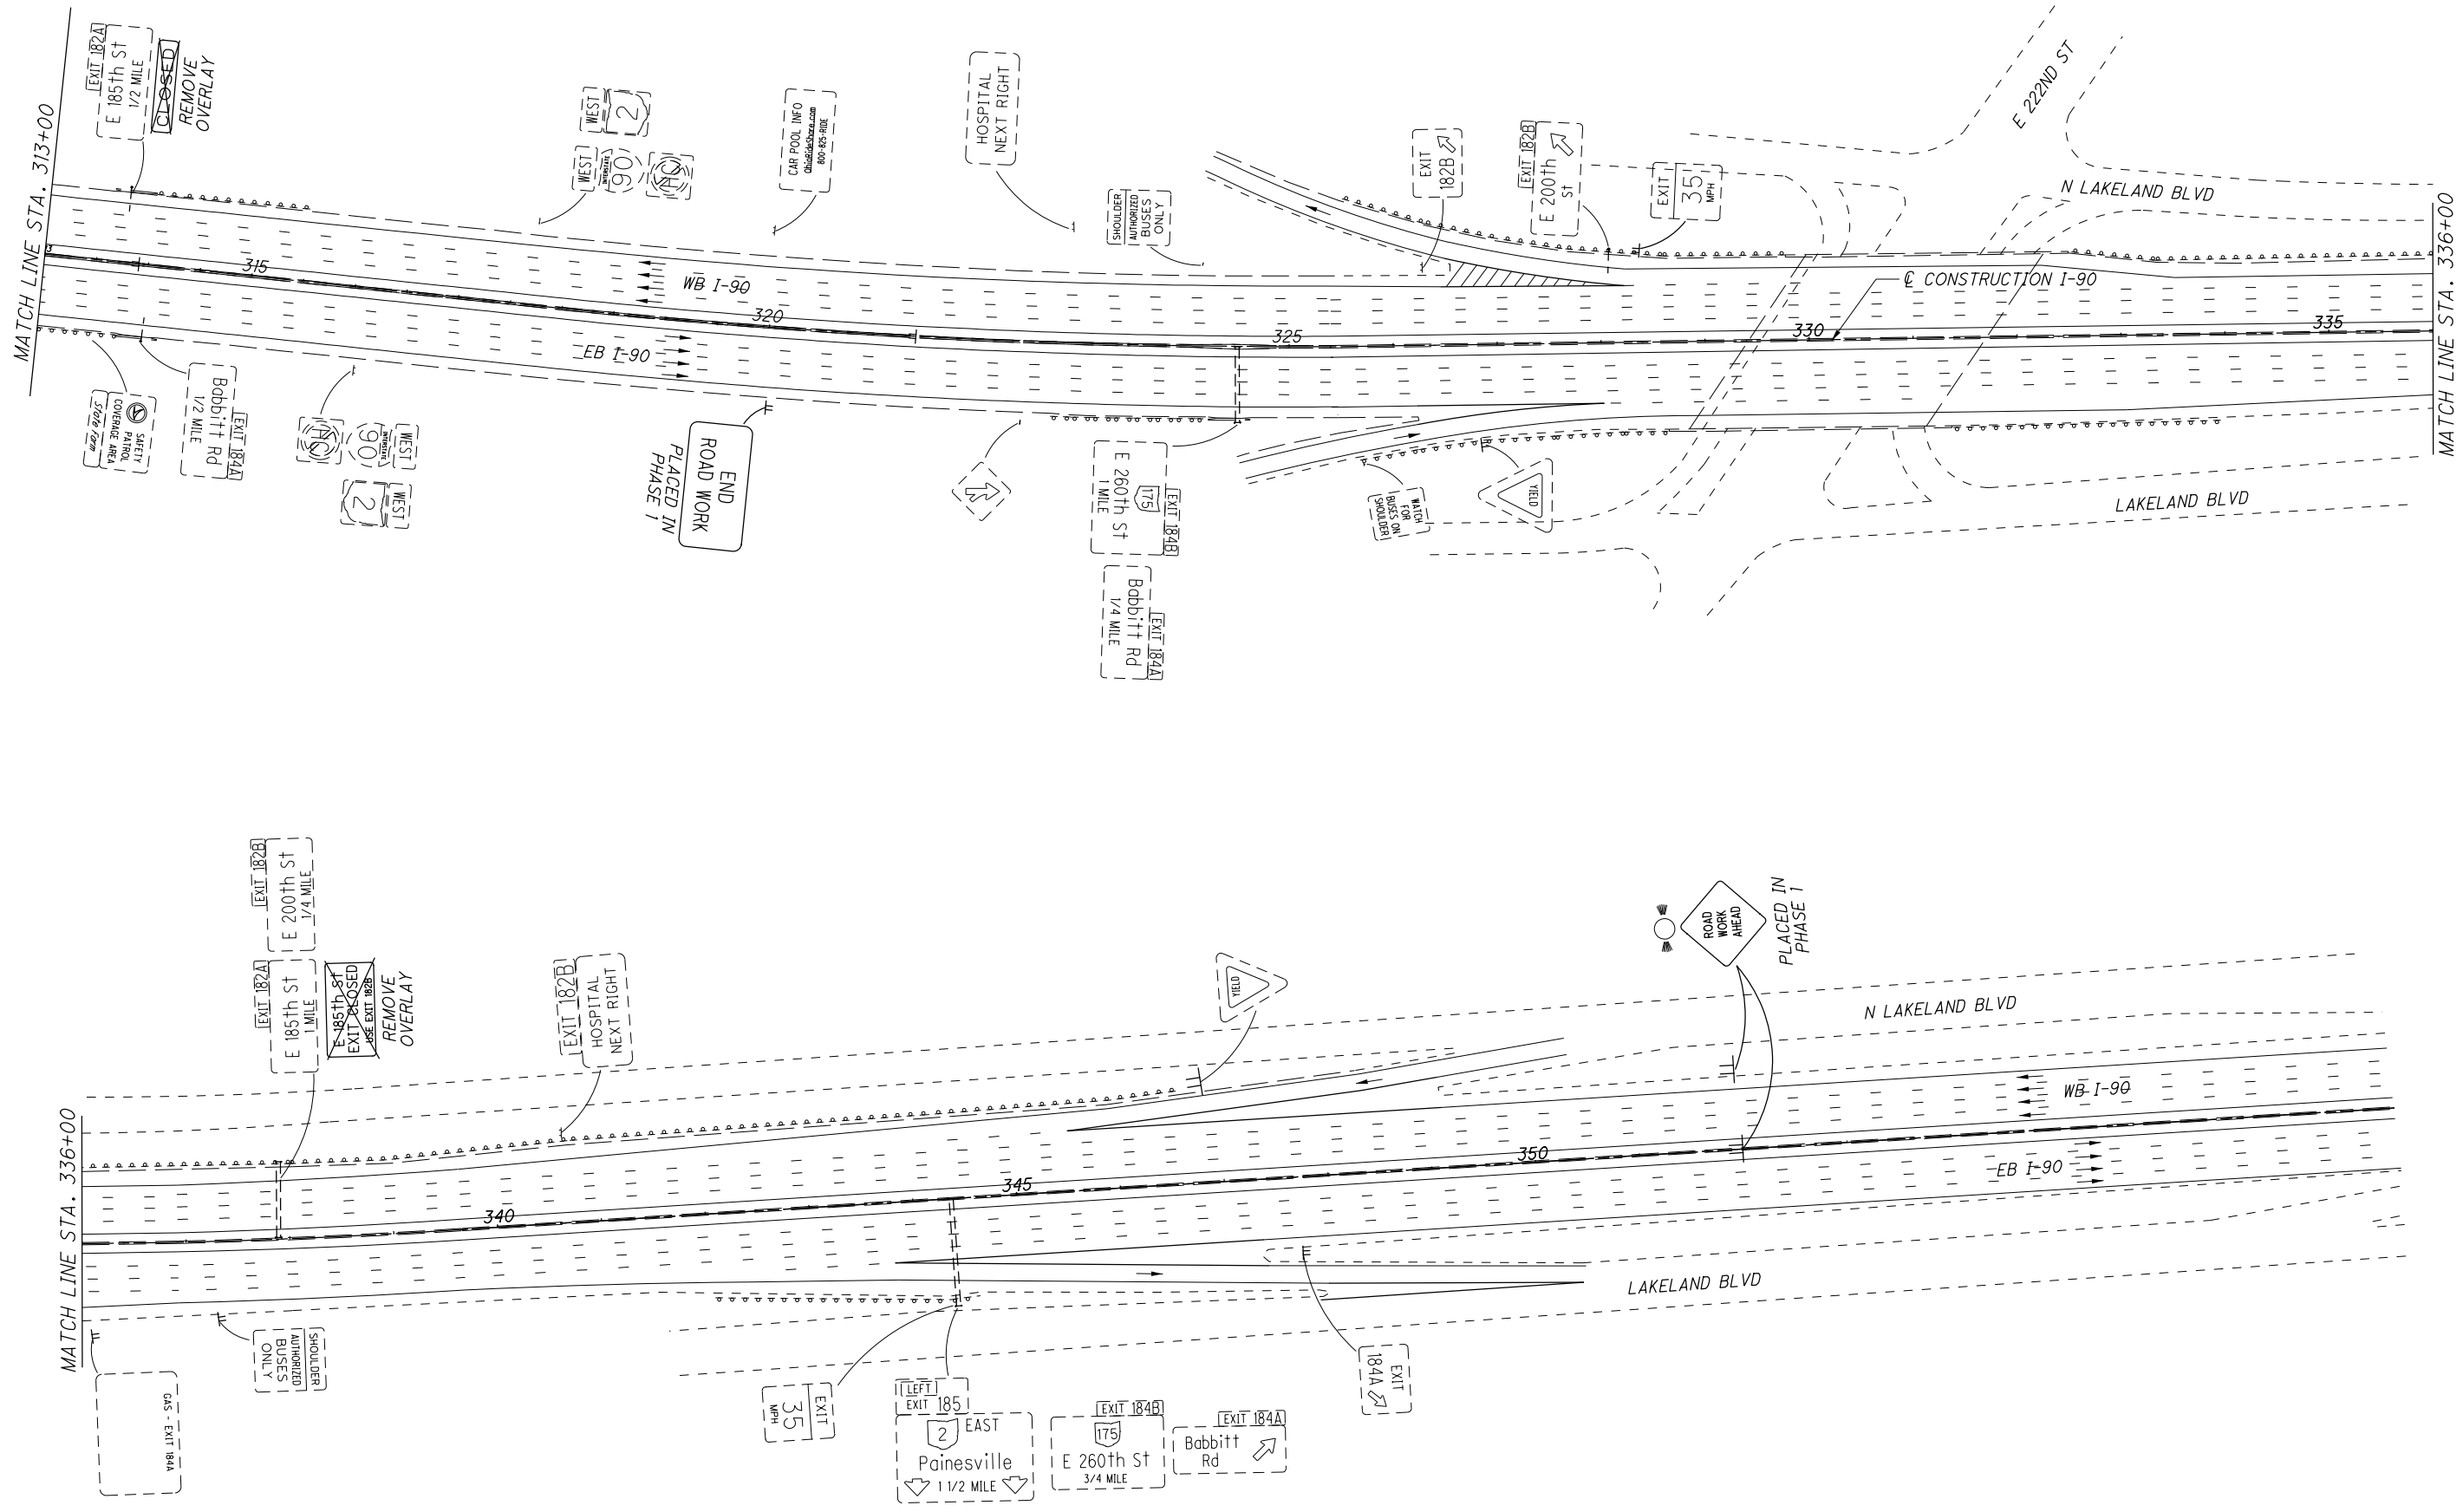 MATCH LINE STA. 313+00
EXIT 182A
E 185th St
1/2 MILE
CLOSED
REMOVE
OVERLAY
WEST
2
WEST
INTERSTATE
90
CAR POOL INFO
OhioRideShare.com
800-825-RIDE
HOSPITAL
NEXT RIGHT
SHOULDER
AUTHORIZED
BUSES
ONLY
EXIT
182B
EXIT 182B
E 200th
St
EXIT
35
MPH
E 222ND ST
N LAKELAND BLVD
MATCH LINE STA. 336+00
℄ CONSTRUCTION I-90
WB I-90
EB I-90
315
320
325
330
335
SAFETY
PATROL
COVERAGE AREA
State Farm
EXIT 184A
Babbitt Rd
1/2 MILE
WEST
INTERSTATE
90
WEST
2
END
ROAD WORK
PLACED IN
PHASE 1
EXIT 184B
175
E 260th St
1 MILE
EXIT 184A
Babbitt Rd
1/4 MILE
WATCH
FOR
BUSES ON
SHOULDER
YIELD
LAKELAND BLVD
MATCH LINE STA. 336+00
EXIT 182B
E 200th St
1/4 MILE
EXIT 182A
E 185th St
1 MILE
E 185th St
EXIT CLOSED
USE EXIT 182B
REMOVE
OVERLAY
EXIT 182B
HOSPITAL
NEXT RIGHT
YIELD
ROAD
WORK
AHEAD
PLACED IN
PHASE 1
N LAKELAND BLVD
WB I-90
EB I-90
340
345
350
LAKELAND BLVD
GAS - EXIT 184A
SHOULDER
AUTHORIZED
BUSES
ONLY
EXIT
35
MPH
LEFT
EXIT 185
2 EAST
Painesville
1 1/2 MILE
EXIT 184B
175
E 260th St
3/4 MILE
EXIT 184A
Babbitt
Rd
EXIT
184A